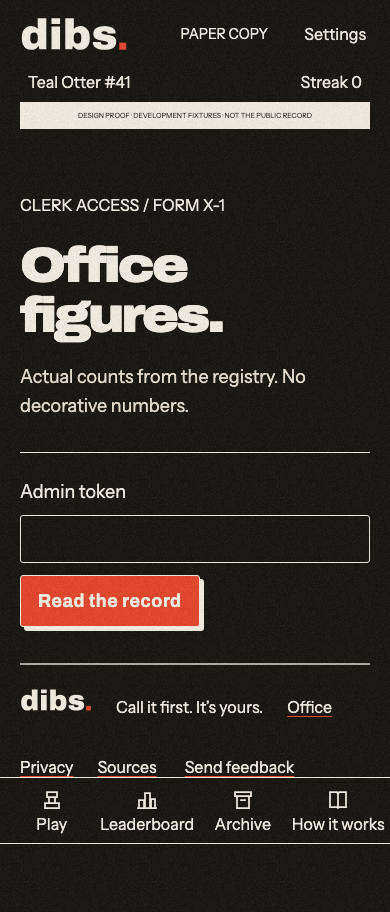 dibs.
PAPER COPY
Settings
Teal Otter #41
Streak 0
DESIGN PROOF · DEVELOPMENT FIXTURES · NOT THE PUBLIC RECORD
CLERK ACCESS / FORM X-1
Office
figures.
Actual counts from the registry. No
decorative numbers.
Admin token
Read the record
dibs.
Call it first. It's yours.
Office
Privacy
Sources
Send feedback
Play
Leaderboard
Archive
How it works